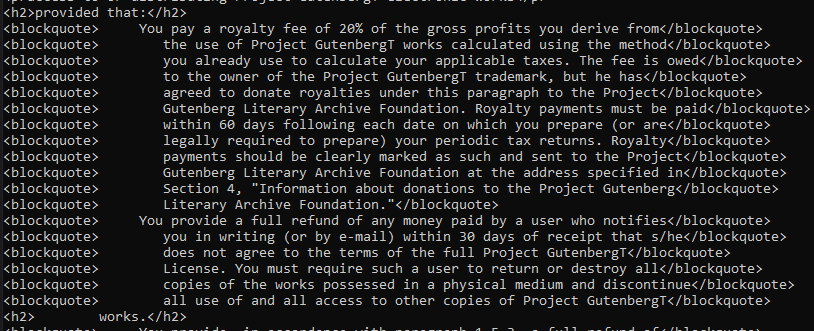 <h2>provided that:</h2>
<blockquote>     You pay a royalty fee of 20% of the gross profits you derive from</blockquote>
<blockquote>        the use of Project GutenbergT works calculated using the method</blockquote>
<blockquote>        you already use to calculate your applicable taxes. The fee is owed</blockquote>
<blockquote>        to the owner of the Project GutenbergT trademark, but he has</blockquote>
<blockquote>        agreed to donate royalties under this paragraph to the Project</blockquote>
<blockquote>        Gutenberg Literary Archive Foundation. Royalty payments must be paid</blockquote>
<blockquote>        within 60 days following each date on which you prepare (or are</blockquote>
<blockquote>        legally required to prepare) your periodic tax returns. Royalty</blockquote>
<blockquote>        payments should be clearly marked as such and sent to the Project</blockquote>
<blockquote>        Gutenberg Literary Archive Foundation at the address specified in</blockquote>
<blockquote>        Section 4, "Information about donations to the Project Gutenberg</blockquote>
<blockquote>        Literary Archive Foundation."</blockquote>
<blockquote>     You provide a full refund of any money paid by a user who notifies</blockquote>
<blockquote>        you in writing (or by e-mail) within 30 days of receipt that s/he</blockquote>
<blockquote>        does not agree to the terms of the full Project GutenbergT</blockquote>
<blockquote>        License. You must require such a user to return or destroy all</blockquote>
<blockquote>        copies of the works possessed in a physical medium and discontinue</blockquote>
<blockquote>        all use of and all access to other copies of Project GutenbergT</blockquote>
<h2>        works.</h2>